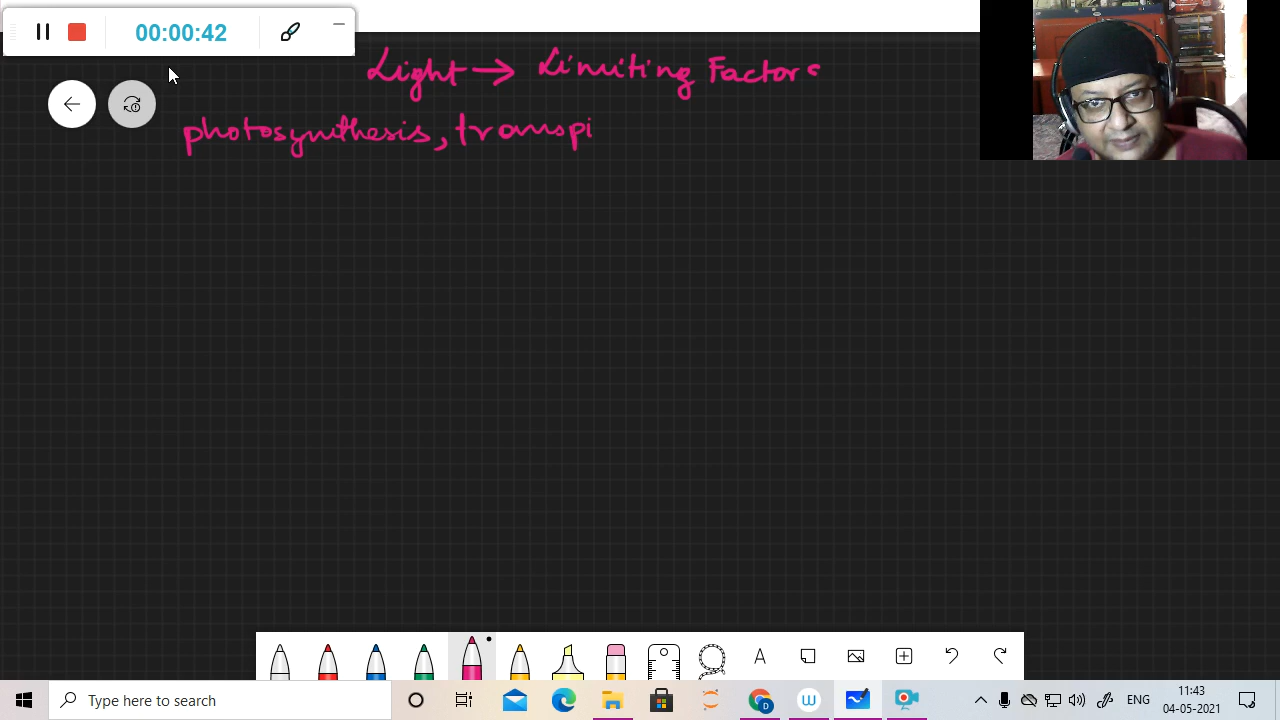 00:00:42
Light → Limiting Factors
photosynthesis, transpi
A
Type here to search
ENG
11:43
04-05-2021